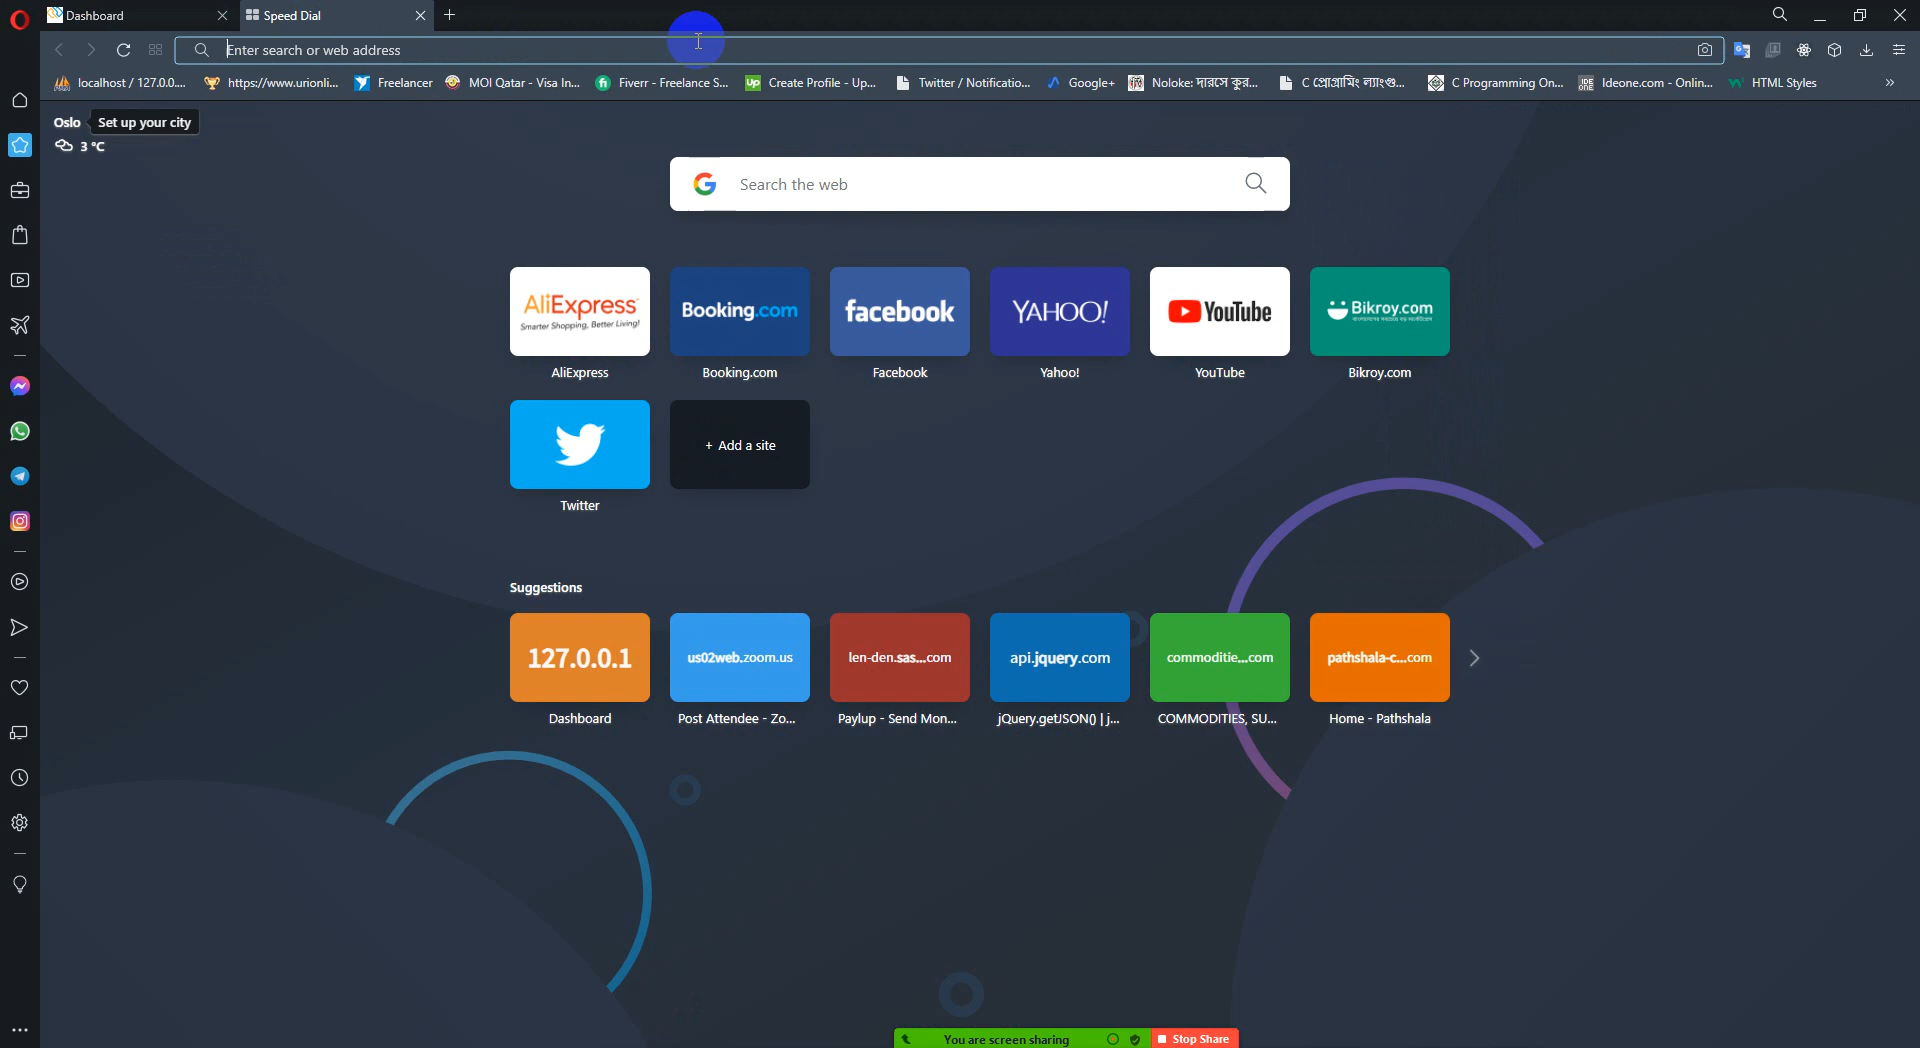 Dashboard
Speed Dial
Enter search or web address
localhost / 127.0.0...
https://www.urionli...
Freelancer
MOI Qatar - Visa In...
Fiverr - Freelance S...
Up
Create Profile - Up...
Twitter / Notificatio...
Google+
Noloke: দারসে কুর...
C প্রোগ্রামিং ল্যাংগু...
C Programming On...
IDE
ONE
Ideone.com - Onlin...
HTML Styles
Oslo
Set up your city
3 °C
Search the web
AliExpress
Smarter Shopping, Better Living!
Booking.com
facebook
YAHOO!
YouTube
Bikroy.com
AliExpress
Booking.com
Facebook
Yahoo!
YouTube
Bikroy.com
+ Add a site
Twitter
Suggestions
127.0.0.1
us02web.zoom.us
len-den.sas...com
api.jquery.com
commoditie...com
pathshala-c...com
Dashboard
Post Attendee - Zo...
Paylup - Send Mon...
jQuery.getJSON() | j...
COMMODITIES, SU...
Home - Pathshala
You are screen sharing
Stop Share